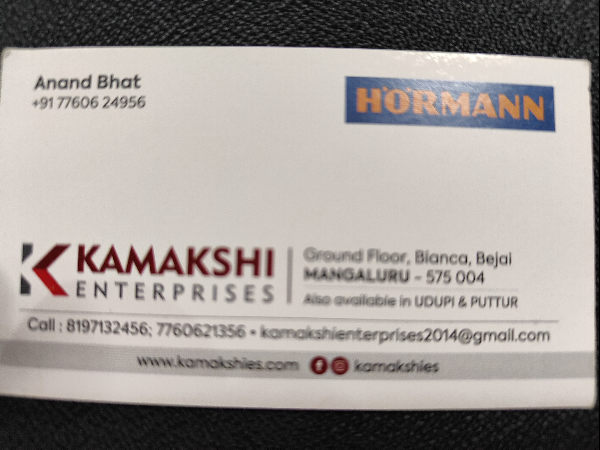 Anand Bhat
+91 77606 24956
HÖRMANN
KAMAKSHI
ENTERPRISES
Ground Floor, Bianca, Bejai
MANGALURU - 575 004
Also available in UDUPI & PUTTUR
Call : 8197132456; 7760621356 • kamakshienterprises2014@gmail.com
www.kamakshies.com kamakshies